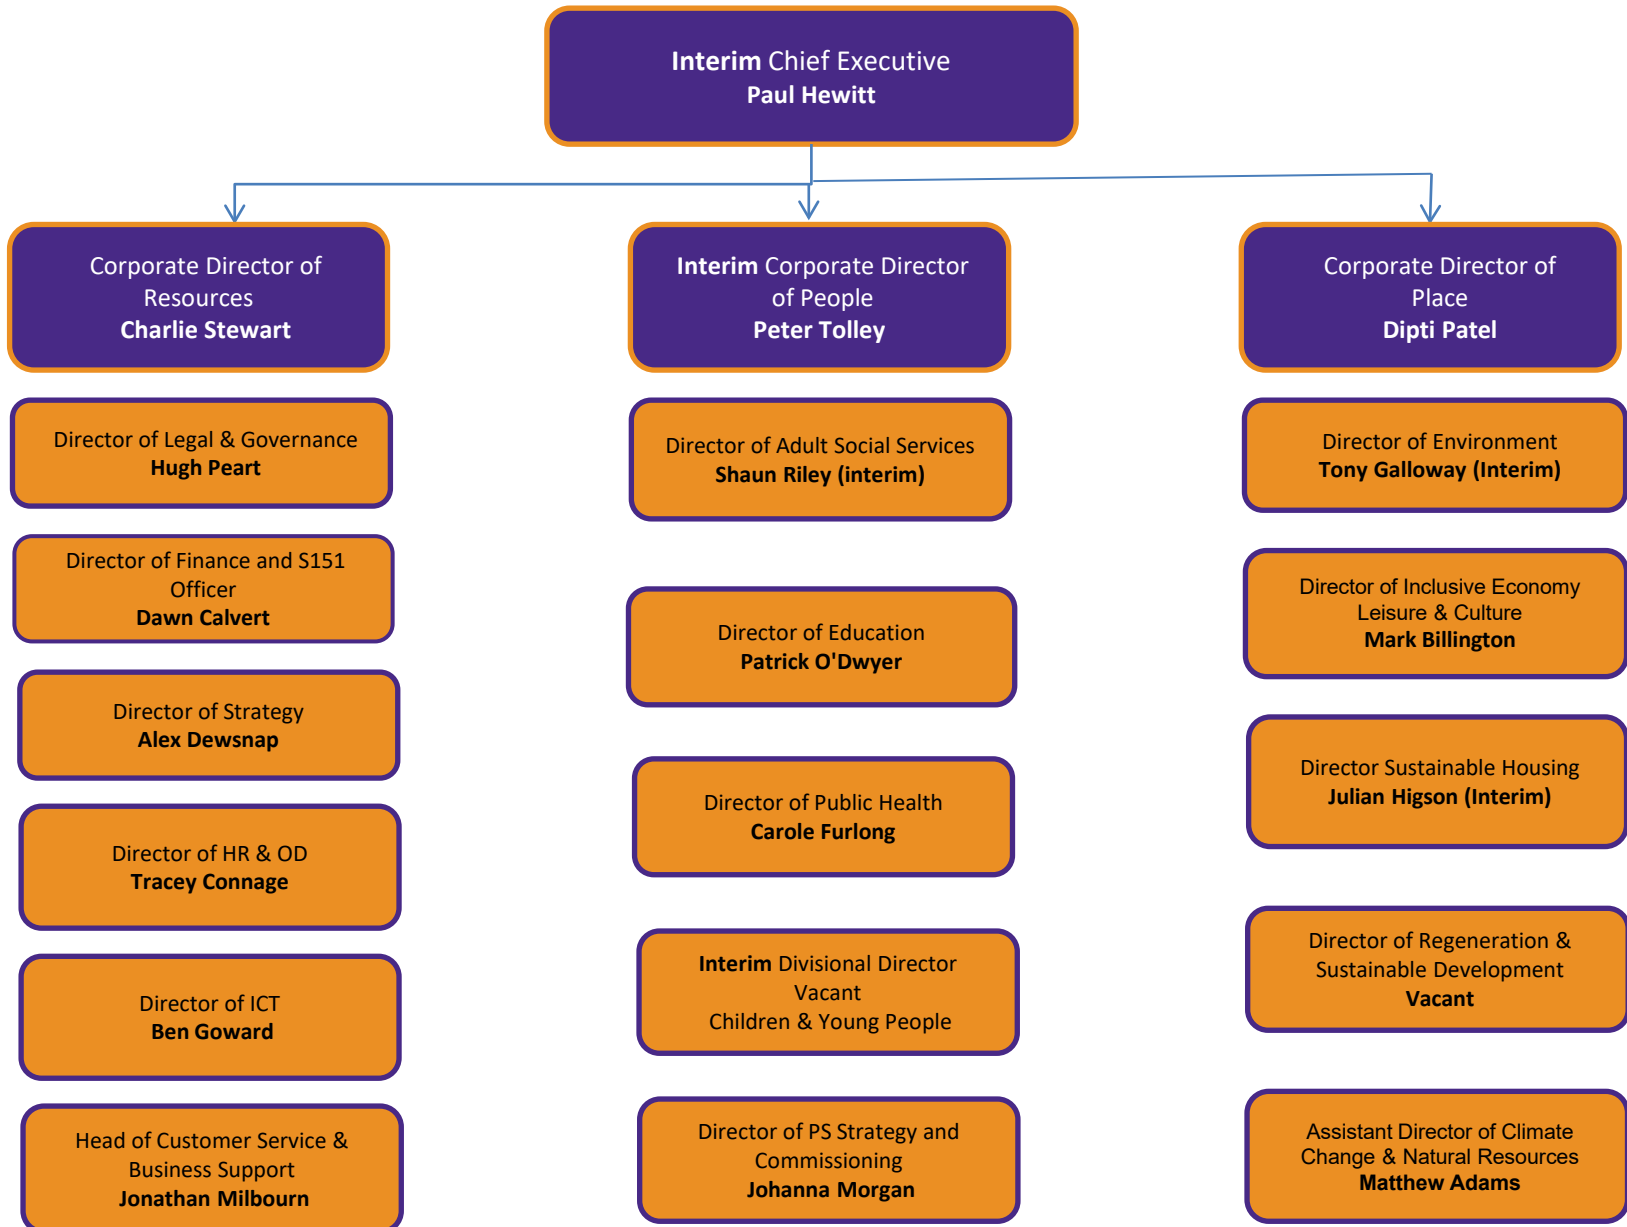 Interim Chief Executive
Paul Hewitt
Corporate Director of
Resources
Charlie Stewart
Interim Corporate Director
of People
Peter Tolley
Corporate Director of
Place
Dipti Patel
Director of Legal & Governance
Hugh Peart
Director of Finance and S151
Officer
Dawn Calvert
Director of Strategy
Alex Dewsnap
Director of HR & OD
Tracey Connage
Director of ICT
Ben Goward
Head of Customer Service &
Business Support
Jonathan Milbourn
Director of Adult Social Services
Shaun Riley (interim)
Director of Education
Patrick O'Dwyer
Director of Public Health
Carole Furlong
Interim Divisional Director
Vacant
Children & Young People
Director of PS Strategy and
Commissioning
Johanna Morgan
Director of Environment
Tony Galloway (Interim)
Director of Inclusive Economy
Leisure & Culture
Mark Billington
Director Sustainable Housing
Julian Higson (Interim)
Director of Regeneration &
Sustainable Development
Vacant
Assistant Director of Climate
Change & Natural Resources
Matthew Adams